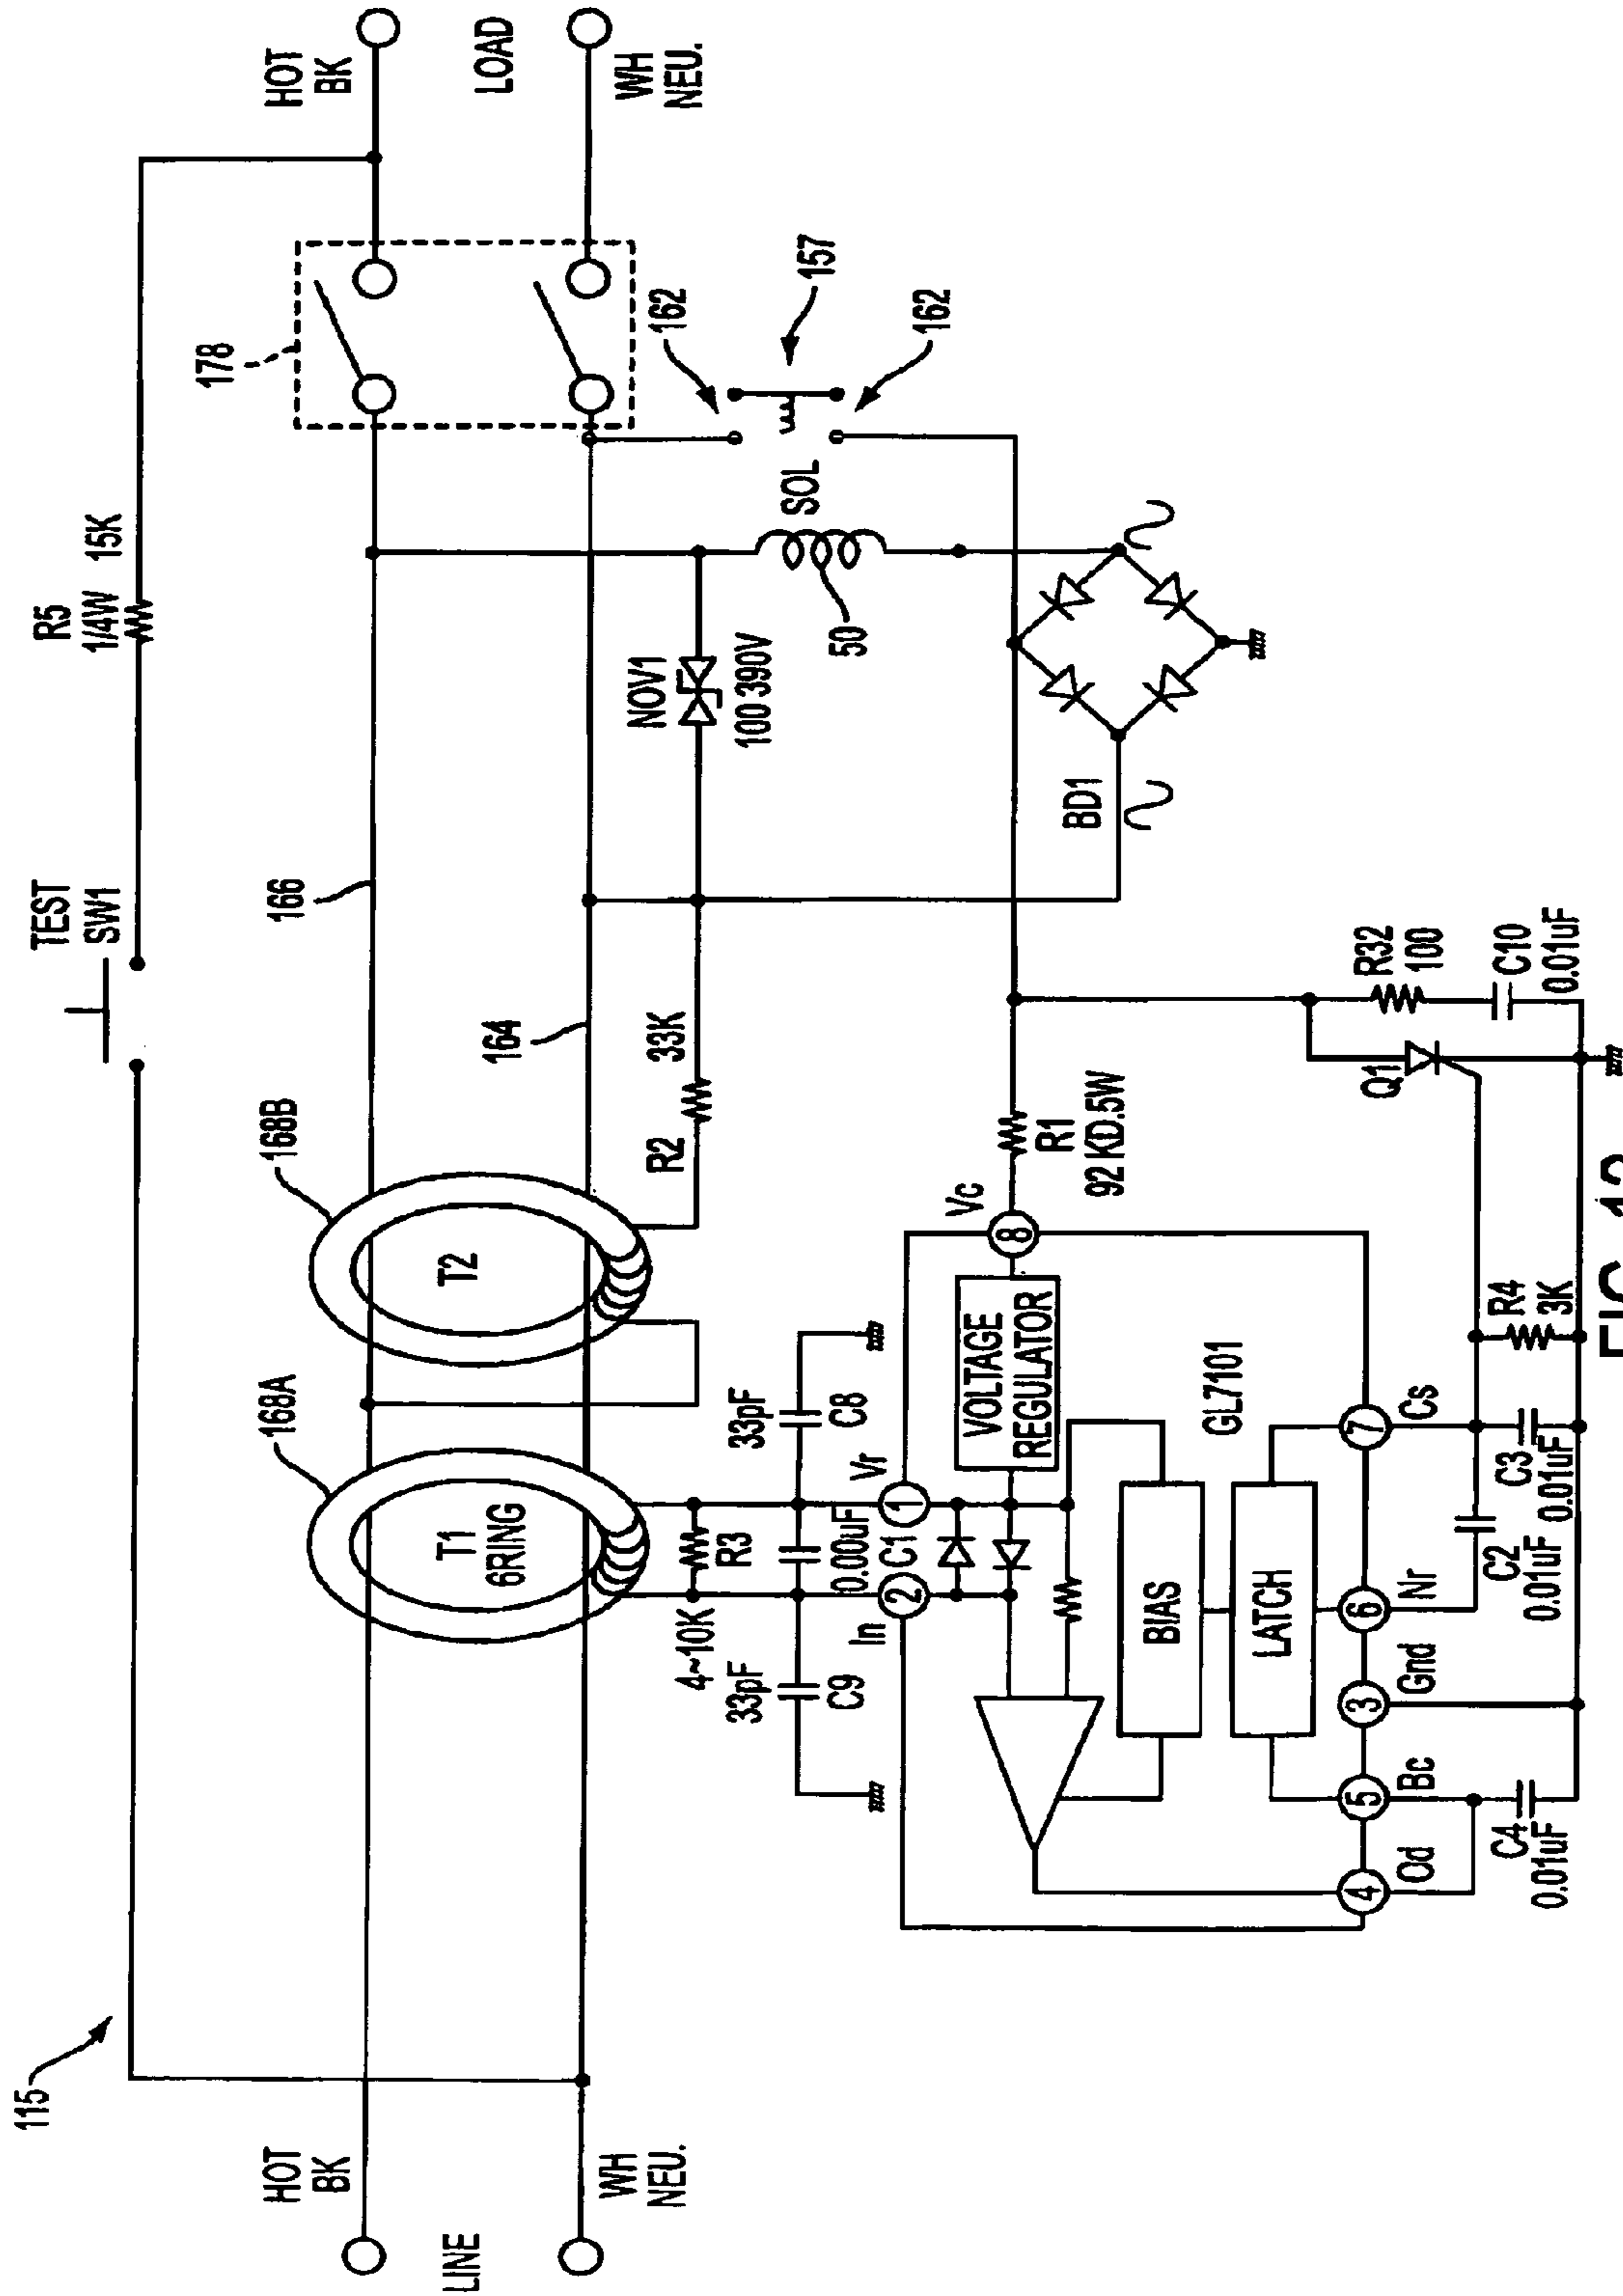 115
TEST
SW1
R5
1/4W 15K
HOT
BK
LINE
WH
NEU.
168A
168B
166
164
178
HOT
BK
LOAD
WH
NEU.
T1
6RING
T2
R2
33K
NOV1
100 390V
SOL
50
162
157
162
BD1
4~10K
R3
33pF
C9
33pF
C8
0.00uF
C1
In
2
1
Vr
VOLTAGE
REGULATOR
8
Vc
R1
92 KD.5W
BIAS
LATCH
GL7101
4
Od
5
Bc
3
Gnd
6
Nr
7
Cs
C4
0.01uF
C2
0.01uF
C3
0.01uF
R4
3K
Q1
R32
100
C10
0.01uF